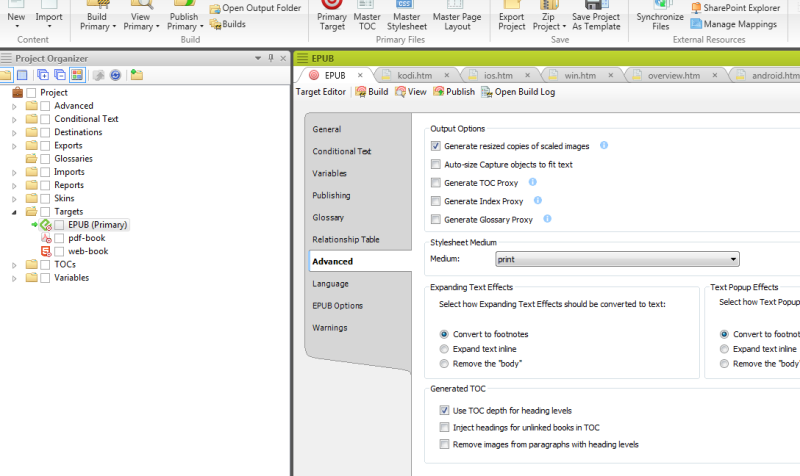 New
Import
Content
Build Primary
View Primary
Publish Primary
Open Output Folder
Builds
Build
Primary Target
Master TOC
Master Stylesheet
Master Page Layout
Primary Files
Export Project
Zip Project
Save Project As Template
Save
Synchronize Files
SharePoint Explorer
Manage Mappings
External Resources
Project Organizer
Project
Advanced
Conditional Text
Destinations
Exports
Glossaries
Imports
Reports
Skins
Targets
EPUB (Primary)
pdf-book
web-book
TOCs
Variables
EPUB
EPUB
kodi.htm
ios.htm
win.htm
overview.htm
android.htm
Target Editor
Build
View
Publish
Open Build Log
General
Conditional Text
Variables
Publishing
Glossary
Relationship Table
Advanced
Language
EPUB Options
Warnings
Output Options
Generate resized copies of scaled images
Auto-size Capture objects to fit text
Generate TOC Proxy
Generate Index Proxy
Generate Glossary Proxy
Stylesheet Medium
Medium:
print
Expanding Text Effects
Select how Expanding Text Effects should be converted to text:
Convert to footnotes
Expand text inline
Remove the "body"
Text Popup Effects
Select how Text Popup
Convert to footnot
Expand text inline
Remove the "body"
Generated TOC
Use TOC depth for heading levels
Inject headings for unlinked books in TOC
Remove images from paragraphs with heading levels